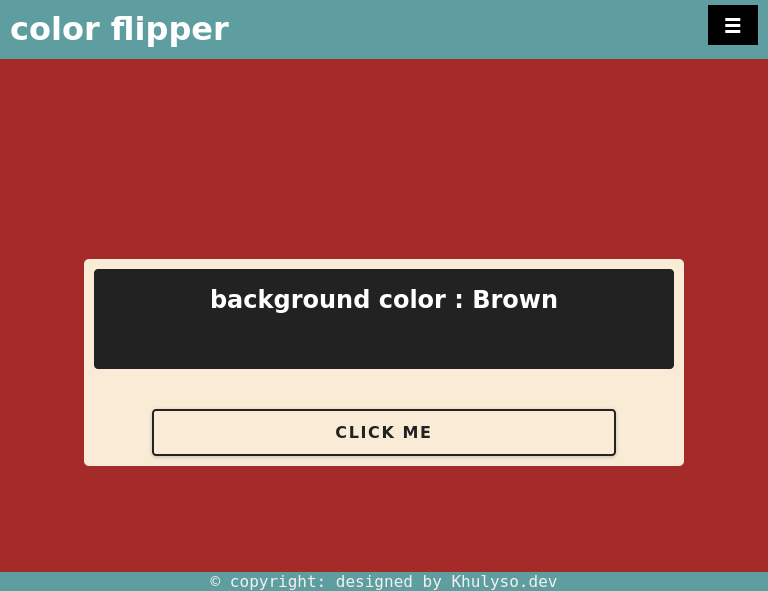 color flipper
☰
background color : Brown
CLICK ME
© copyright: designed by Khulyso.dev